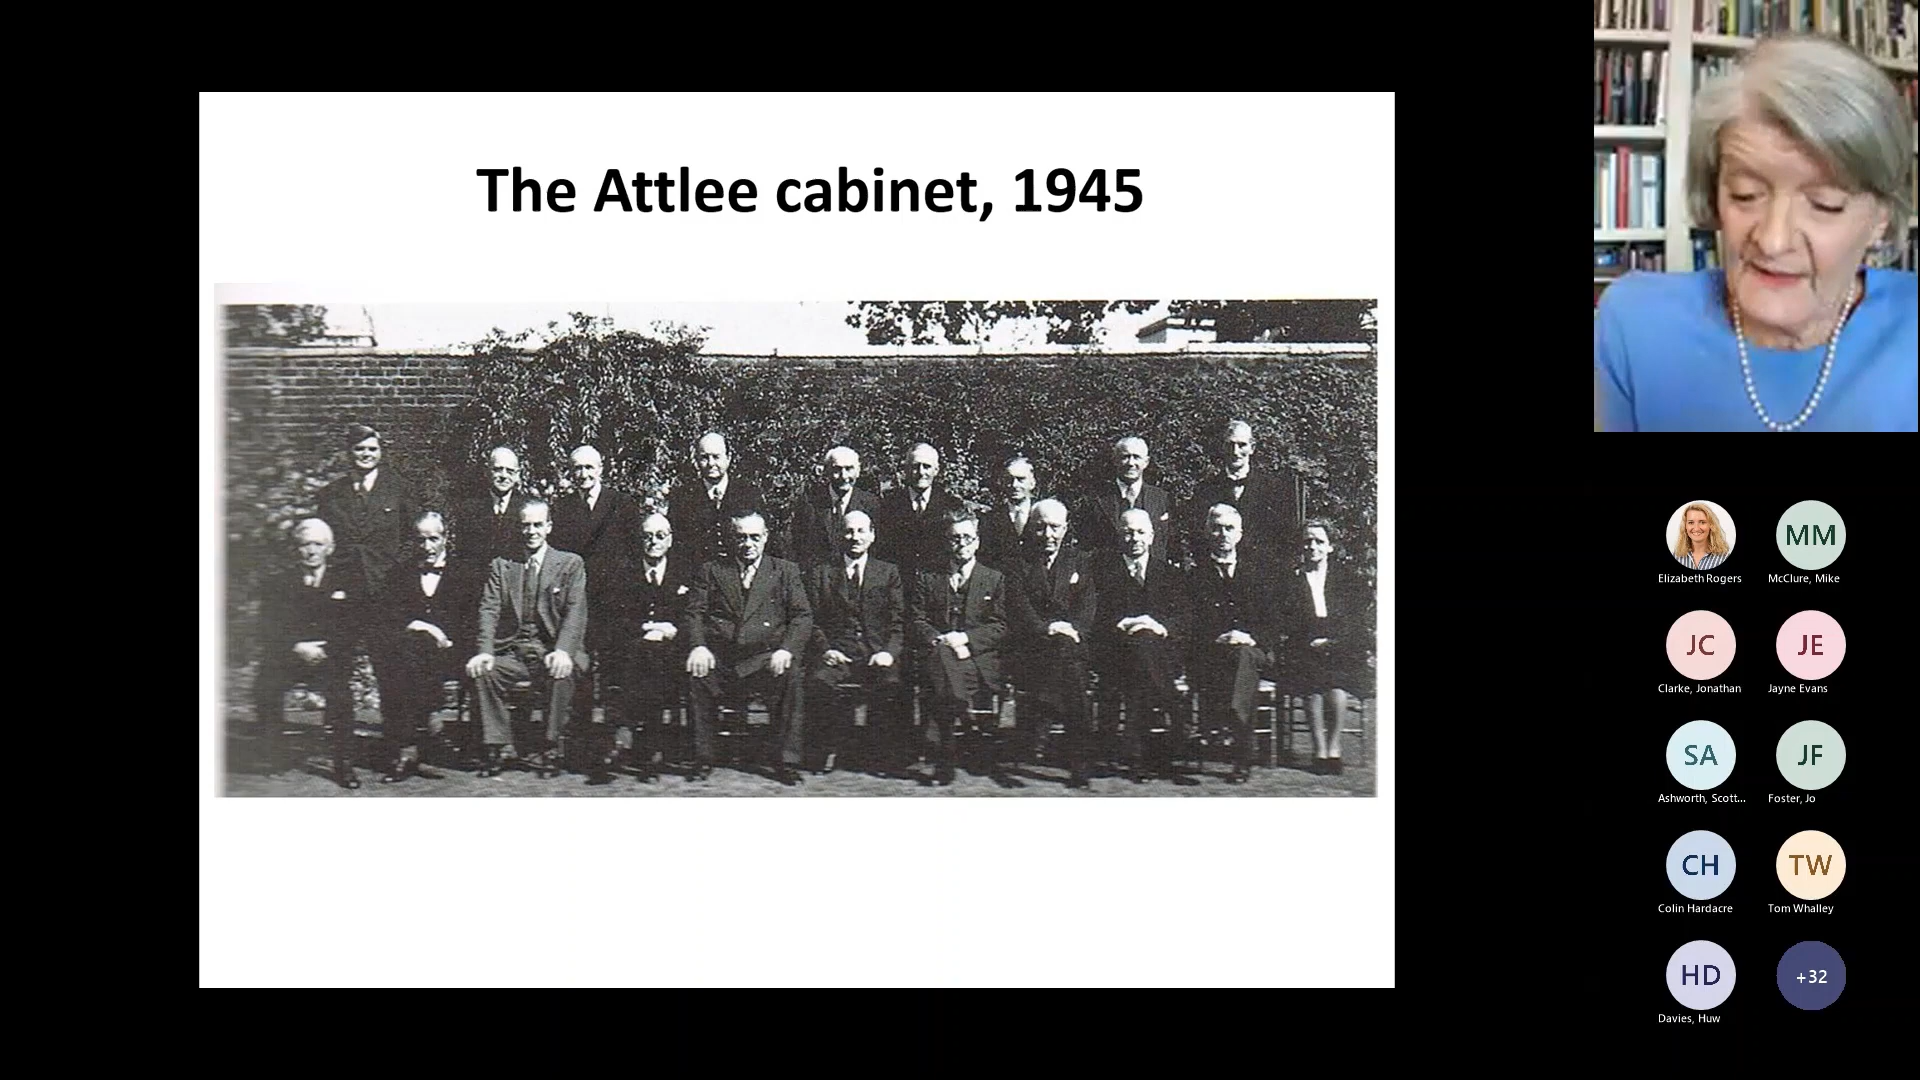 The Attlee cabinet, 1945
Elizabeth Rogers
MM
McClure, Mike
JC
Clarke, Jonathan
JE
Jayne Evans
SA
Ashworth, Scott...
JF
Foster, Jo
CH
Colin Hardacre
TW
Tom Whalley
HD
Davies, Huw
+32